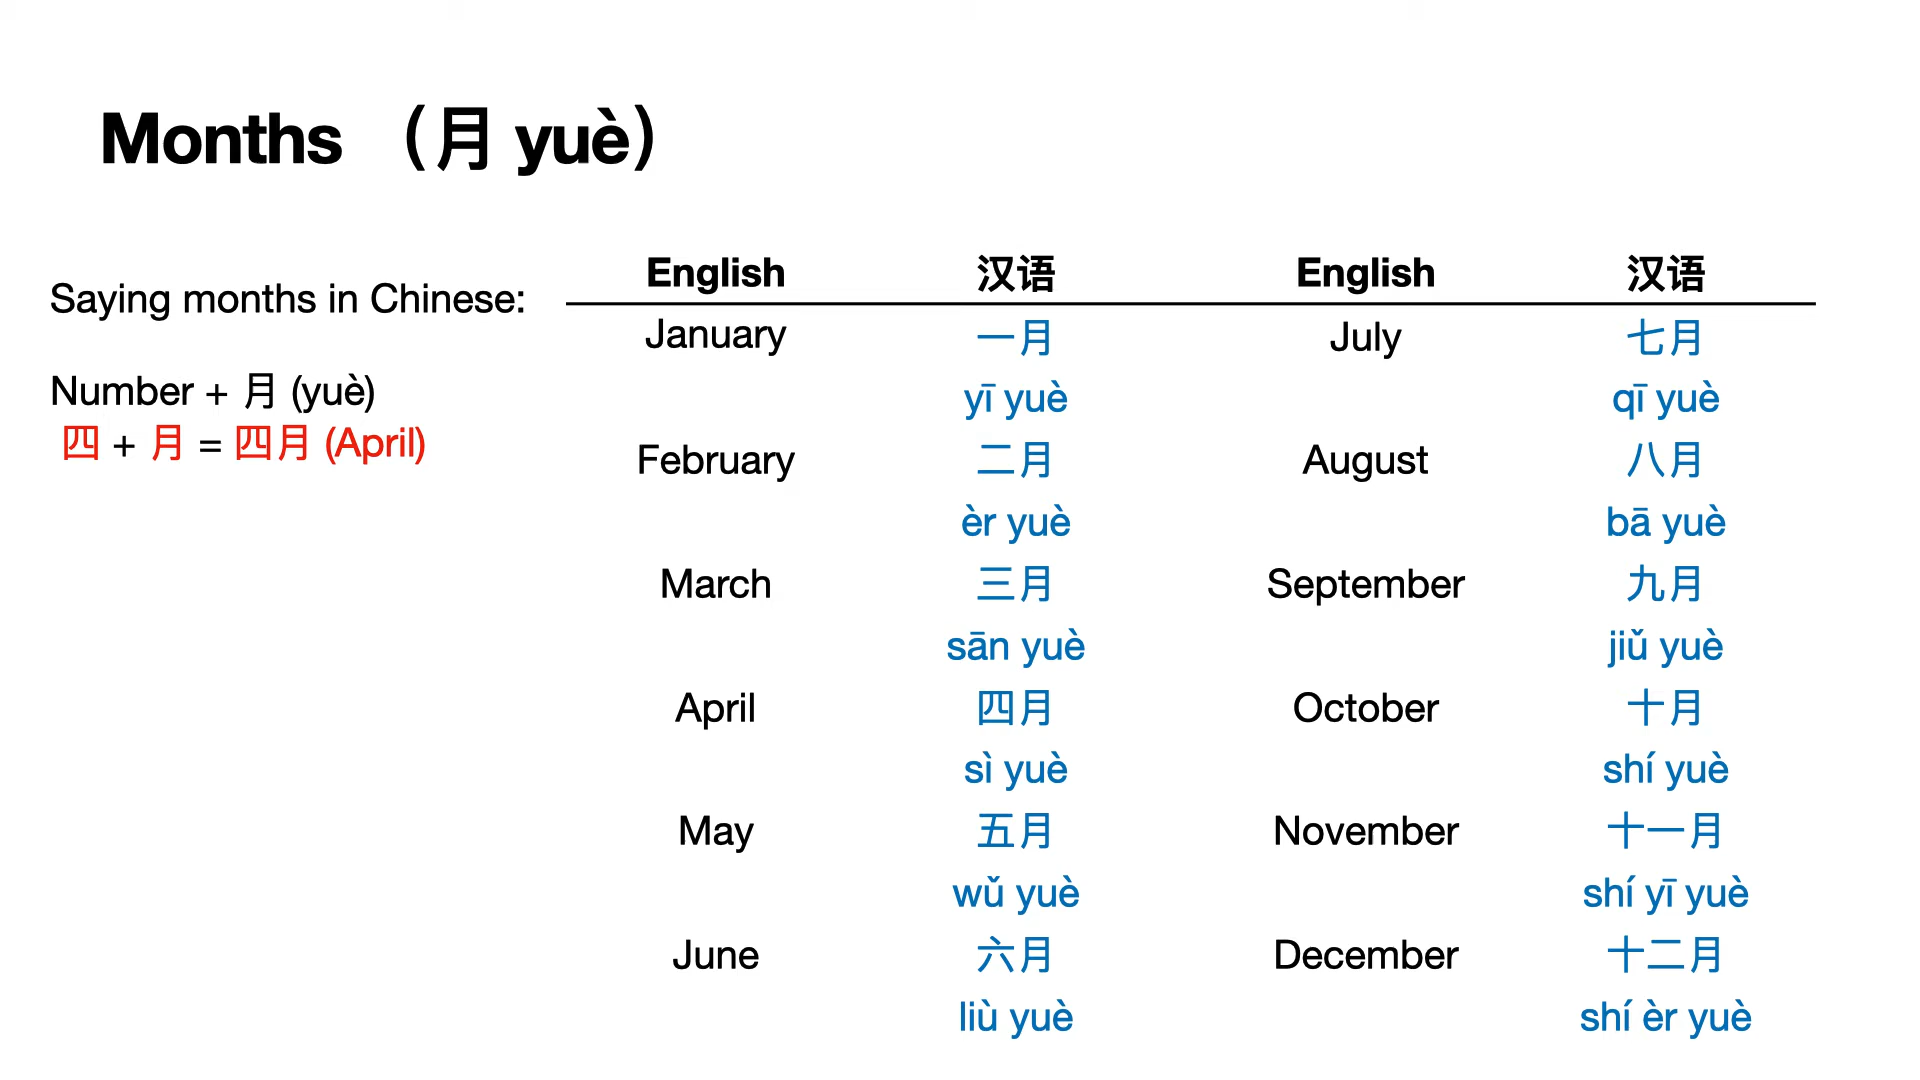 Months （月 yuè）
Saying months in Chinese:
Number + 月 (yuè)
四 + 月 = 四月 (April)
English 汉语 English 汉语
January 一月 July 七月
yī yuè qī yuè
February 二月 August 八月
èr yuè bā yuè
March 三月 September 九月
sān yuè jiǔ yuè
April 四月 October 十月
sì yuè shí yuè
May 五月 November 十一月
wǔ yuè shí yī yuè
June 六月 December 十二月
liù yuè shí èr yuè